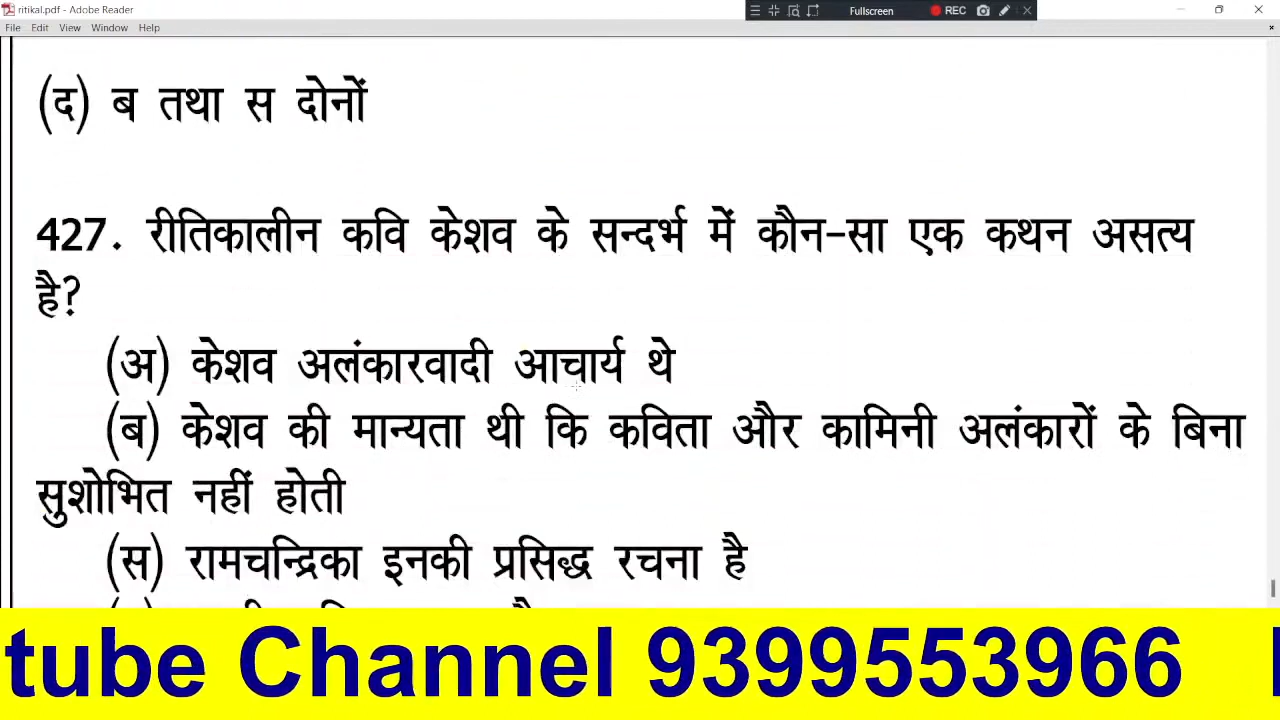 ritikal.pdf - Adobe Reader
Fullscreen
REC
File Edit View Window Help
(द) ब तथा स दोनों
427. रीतिकालीन कवि केशव के सन्दर्भ में कौन-सा एक कथन असत्य
है?
(अ) केशव अलंकारवादी आचार्य थे
(ब) केशव की मान्यता थी कि कविता और कामिनी अलंकारों के बिना
सुशोभित नहीं होती
(स) रामचन्द्रिका इनकी प्रसिद्ध रचना है
tube Channel 9399553966